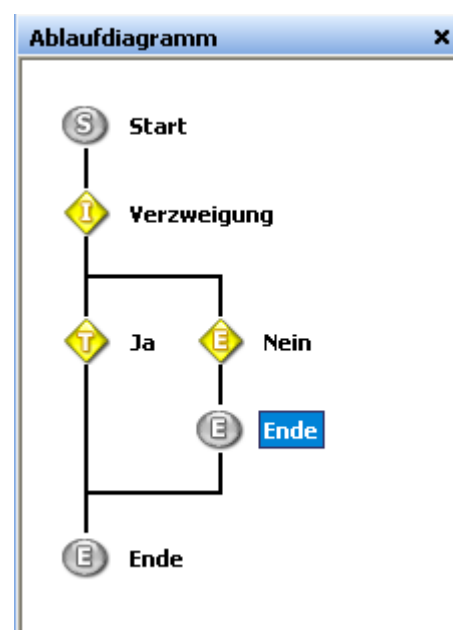 Ablaufdiagramm
S Start
I Verzweigung
T Ja E Nein
E Ende
E Ende